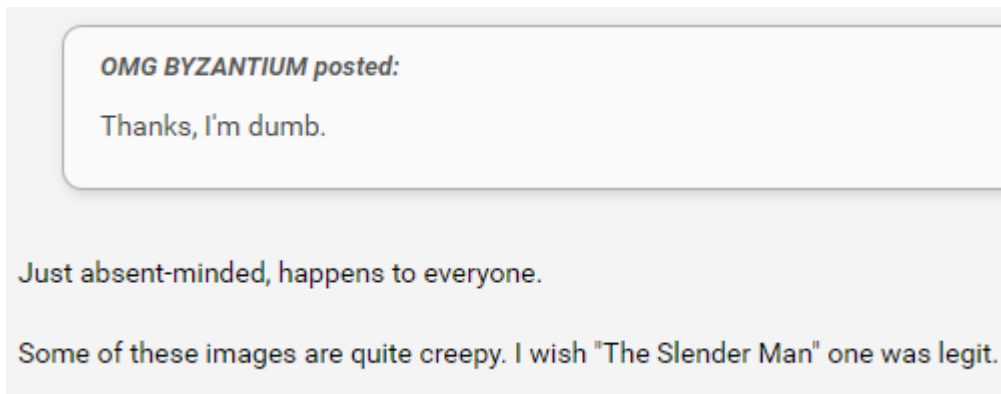 OMG BYZANTIUM posted:
Thanks, I'm dumb.
Just absent-minded, happens to everyone.
Some of these images are quite creepy. I wish "The Slender Man" one was legit.